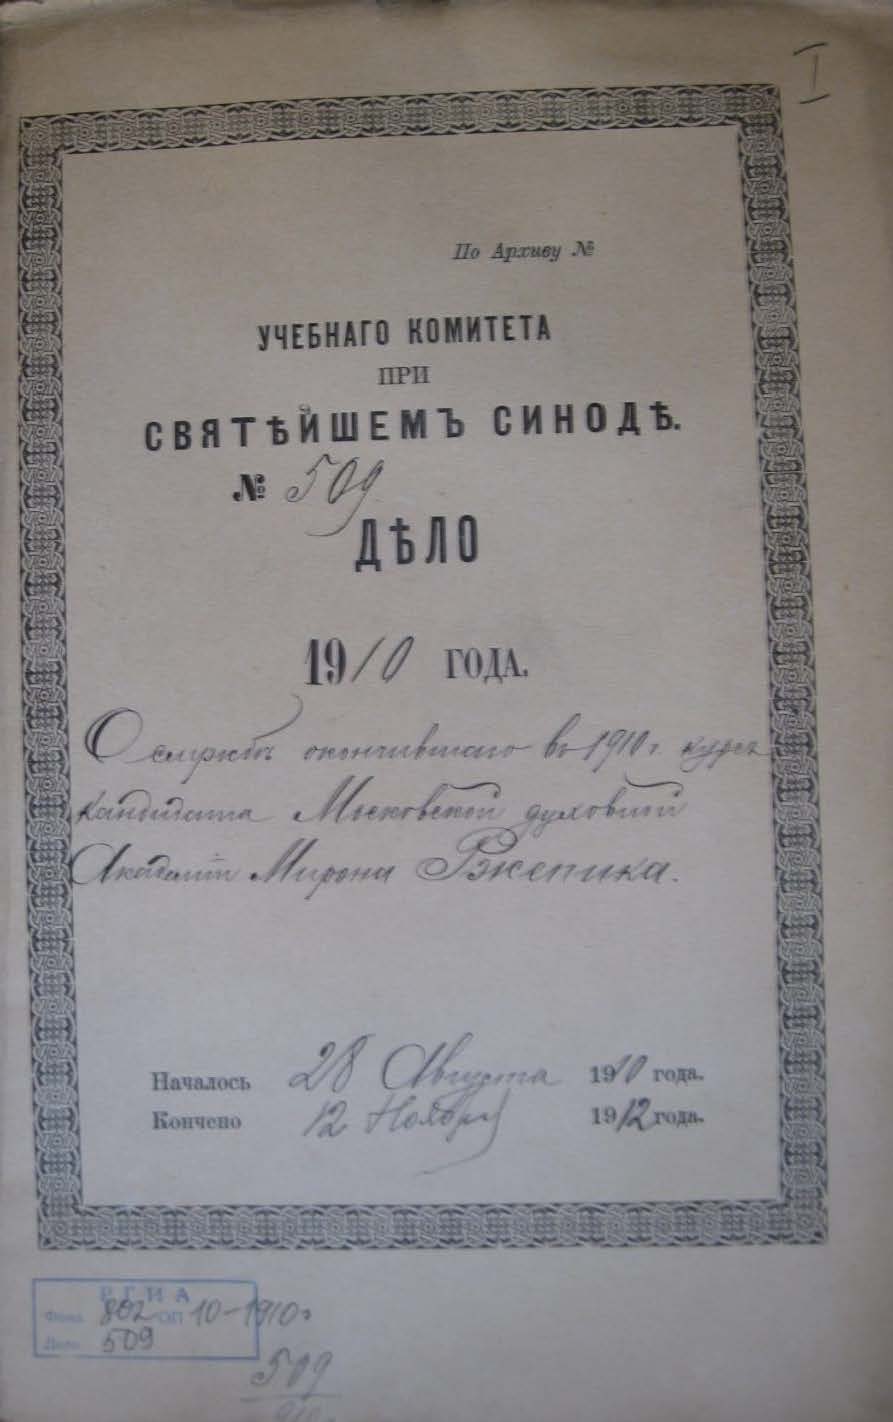 I
По Архиву №
УЧЕБНАГО КОМИТЕТА
ПРИ
СВЯТѢЙШЕМЪ СИНОДѢ.
№ 509
ДѢЛО
1910 ГОДА.
О службѣ окончившаго въ 1910 г. курсъ
кандидата Московской духовной
Академіи Мирона Ржепика.
Началось 28 Августа 1910 года.
Кончено 12 Ноября 1912 года.
РГИА
Фонд 802 ОП 10-1910г
Дело 509
509
910